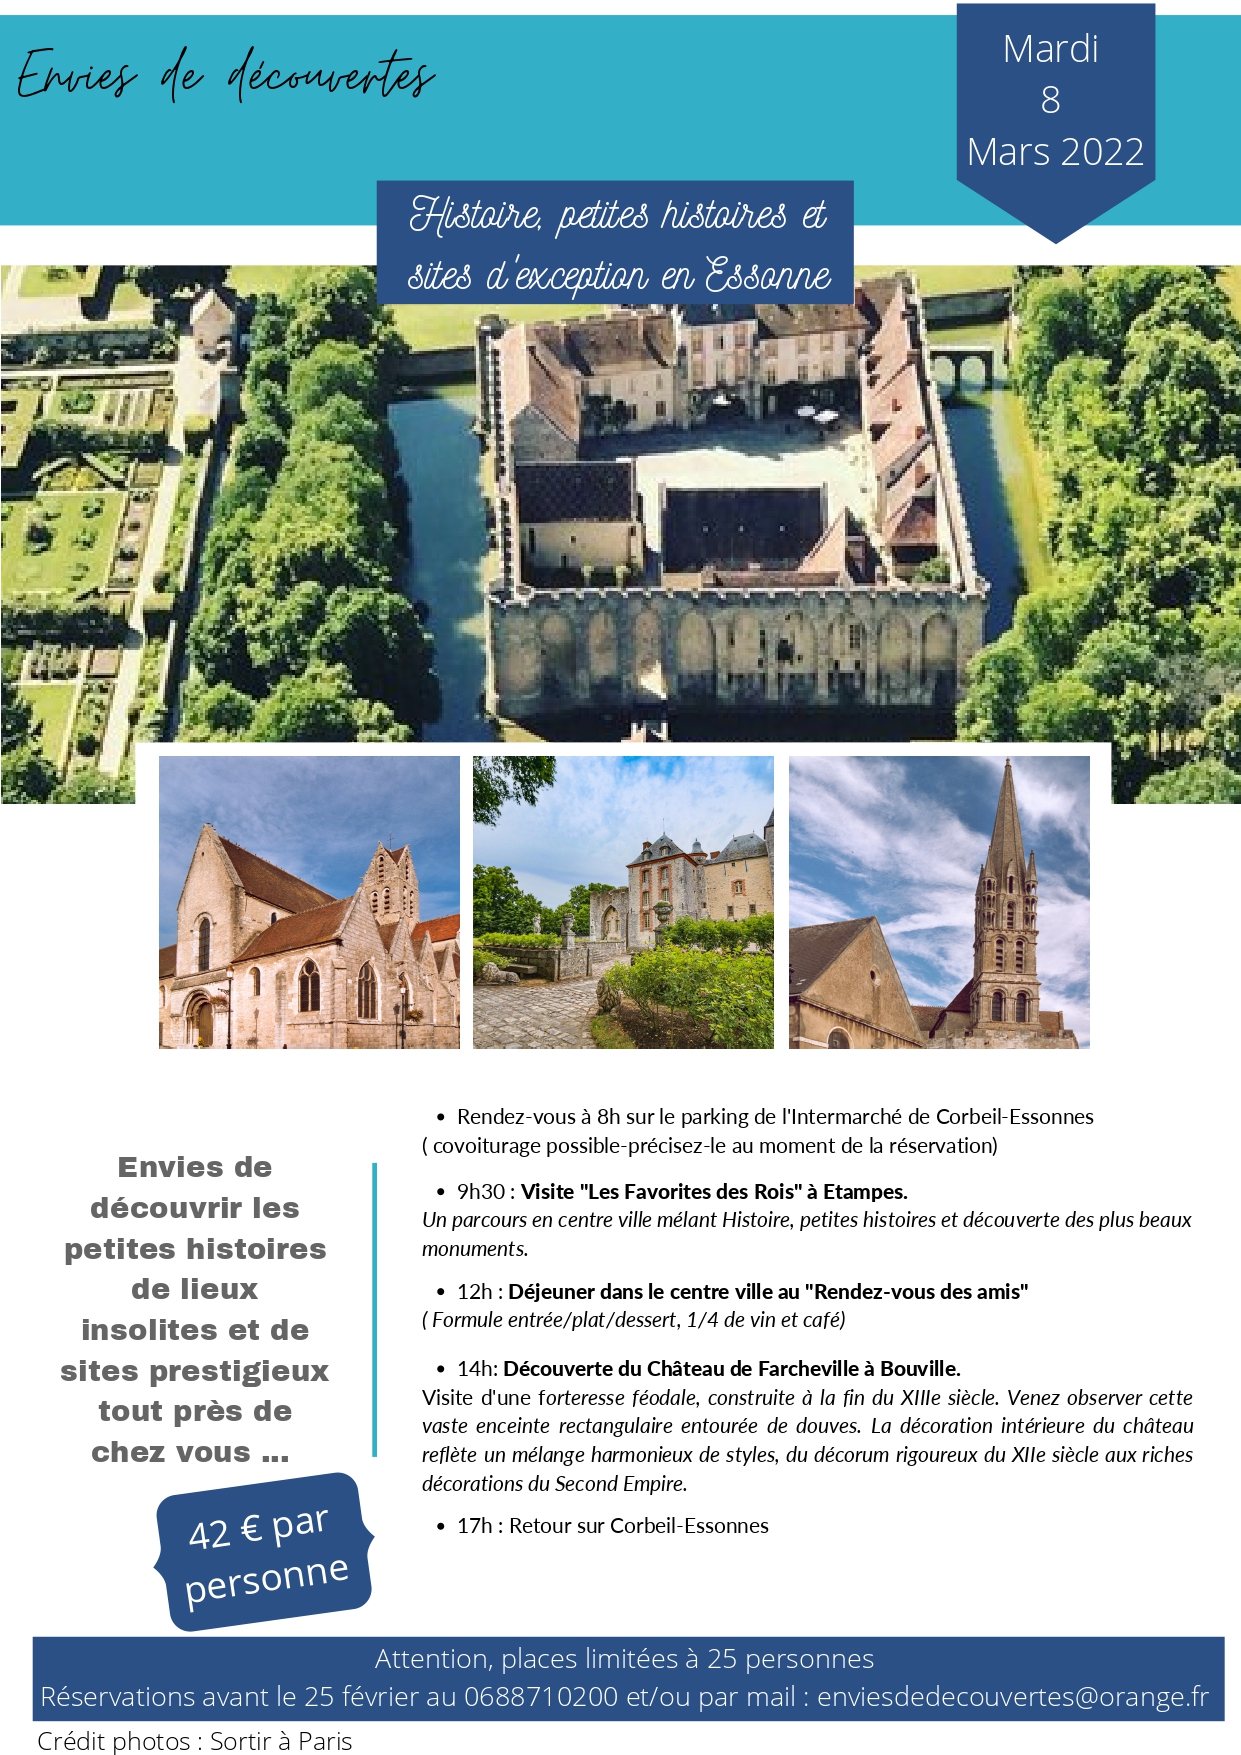 Envies de découvertes
Mardi
8
Mars 2022
Histoire, petites histoires et
sites d'exception en Essonne
Envies de
découvrir les
petites histoires
de lieux
insolites et de
sites prestigieux
tout près de
chez vous ...
42 € par
personne
• Rendez-vous à 8h sur le parking de l'Intermarché de Corbeil-Essonnes
( covoiturage possible-précisez-le au moment de la réservation)
• 9h30 : Visite "Les Favorites des Rois" à Etampes.
Un parcours en centre ville mélant Histoire, petites histoires et découverte des plus beaux
monuments.
• 12h : Déjeuner dans le centre ville au "Rendez-vous des amis"
( Formule entrée/plat/dessert, 1/4 de vin et café)
• 14h: Découverte du Château de Farcheville à Bouville.
Visite d'une forteresse féodale, construite à la fin du XIIIe siècle. Venez observer cette
vaste enceinte rectangulaire entourée de douves. La décoration intérieure du château
reflète un mélange harmonieux de styles, du décorum rigoureux du XIIe siècle aux riches
décorations du Second Empire.
• 17h : Retour sur Corbeil-Essonnes
Attention, places limitées à 25 personnes
Réservations avant le 25 février au 0688710200 et/ou par mail : enviesdedecouvertes@orange.fr
Crédit photos : Sortir à Paris